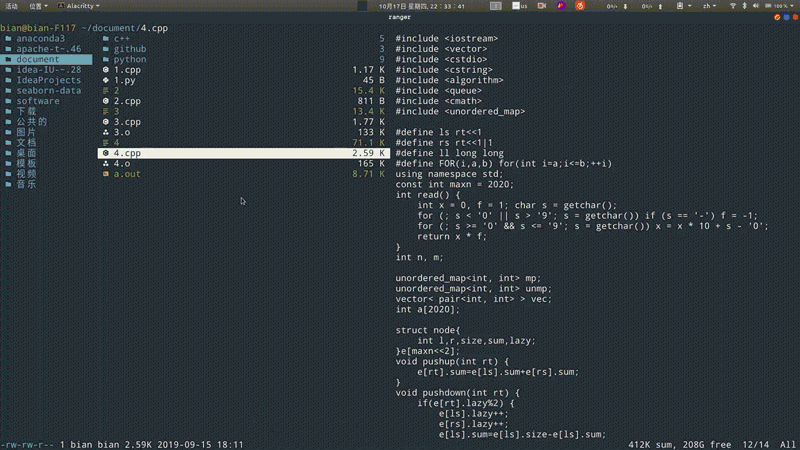 活动 位置 Alacritty 10月17日 星期四, 22：33：41 us 0/s 0/s zh 100 %
ranger
bian@bian-F117 ~/document/4.cpp
anaconda3 c++ 5 #include <iostream>
apache-t~.46 github 3 #include <vector>
document python 9 #include <cstdio>
idea-IU-~.28 1.cpp 1.17 K #include <cstring>
IdeaProjects 1.py 45 B #include <algorithm>
seaborn-data 2 15.4 K #include <queue>
software 2.cpp 811 B #include <cmath>
下载 3 13.4 K #include <unordered_map>
公共的 3.cpp 1.77 K
图片 3.o 133 K #define ls rt<<1
文档 4 71.1 K #define rs rt<<1|1
桌面 4.cpp 2.59 K #define ll long long
模板 4.o 165 K #define FOR(i,a,b) for(int i=a;i<=b;++i)
视频 a.out 8.71 K using namespace std;
音乐 const int maxn = 2020;
int read() {
int x = 0, f = 1; char s = getchar();
for (; s < '0' || s > '9'; s = getchar()) if (s == '-') f = -1;
for (; s >= '0' && s <= '9'; s = getchar()) x = x * 10 + s - '0';
return x * f;
}
int n, m;
unordered_map<int, int> mp;
unordered_map<int, int> unmp;
vector< pair<int, int> > vec;
int a[2020];
struct node{
int l,r,size,sum,lazy;
}e[maxn<<2];
void pushup(int rt) {
e[rt].sum=e[ls].sum+e[rs].sum;
}
void pushdown(int rt) {
if(e[rt].lazy%2) {
e[ls].lazy++;
e[rs].lazy++;
e[ls].sum=e[ls].size-e[ls].sum;
-rw-rw-r-- 1 bian bian 2.59K 2019-09-15 18:11 412K sum, 208G free 12/14 All